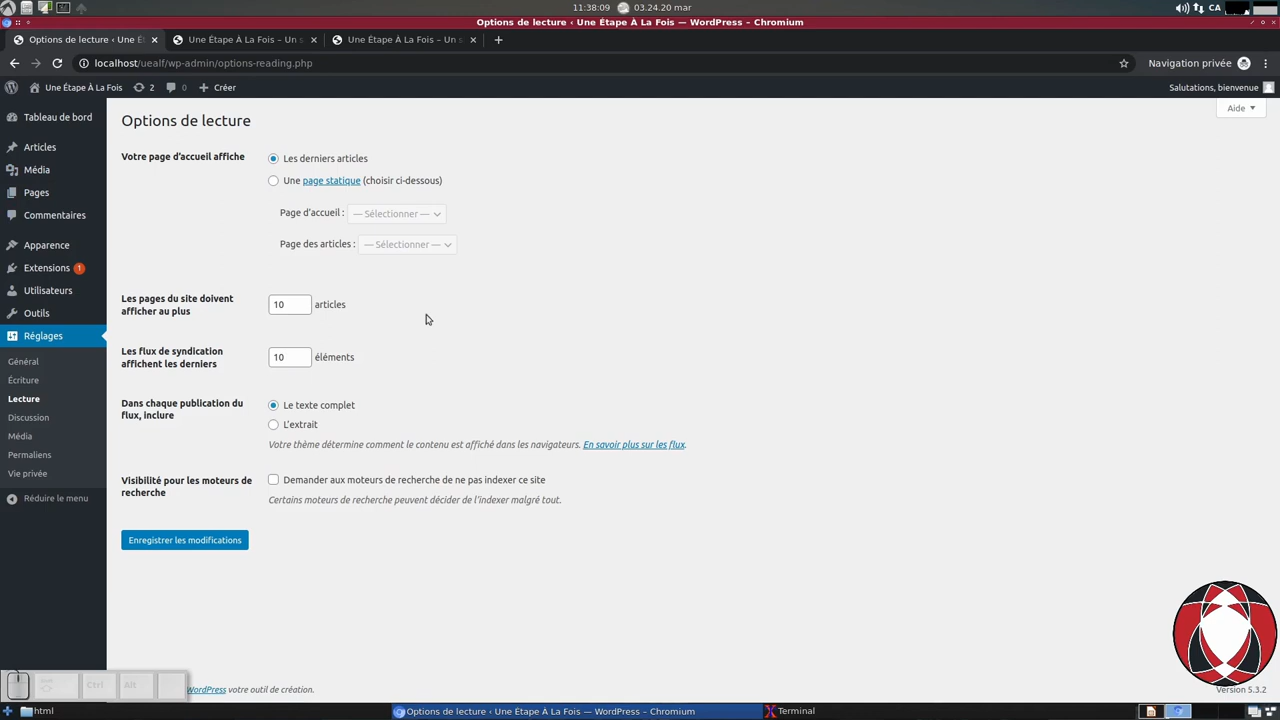 11:38:09
03.24.20 mar
CA
Options de lecture ‹ Une Étape À La Fois — WordPress – Chromium
Options de lecture ‹ Une Ét
Une Étape À La Fois – Un s
Une Étape À La Fois – Un s
localhost/uealf/wp-admin/options-reading.php
Navigation privée
Une Étape À La Fois
2
0
Créer
Salutations, bienvenue
Tableau de bord
Articles
Média
Pages
Commentaires
Apparence
Extensions 1
Utilisateurs
Outils
Réglages
Général
Écriture
Lecture
Discussion
Média
Permaliens
Vie privée
Réduire le menu
Aide
Options de lecture
Votre page d'accueil affiche
Les derniers articles
Une page statique (choisir ci-dessous)
Page d'accueil : — Sélectionner —
Page des articles : — Sélectionner —
Les pages du site doivent
afficher au plus
10 articles
Les flux de syndication
affichent les derniers
10 éléments
Dans chaque publication du
flux, inclure
Le texte complet
L'extrait
Votre thème détermine comment le contenu est affiché dans les navigateurs. En savoir plus sur les flux.
Visibilité pour les moteurs de
recherche
Demander aux moteurs de recherche de ne pas indexer ce site
Certains moteurs de recherche peuvent décider de l'indexer malgré tout.
Enregistrer les modifications
Ctrl
Alt
WordPress votre outil de création.
Version 5.3.2
html
Options de lecture ‹ Une Étape À La Fois — WordPress – Chromium
Terminal